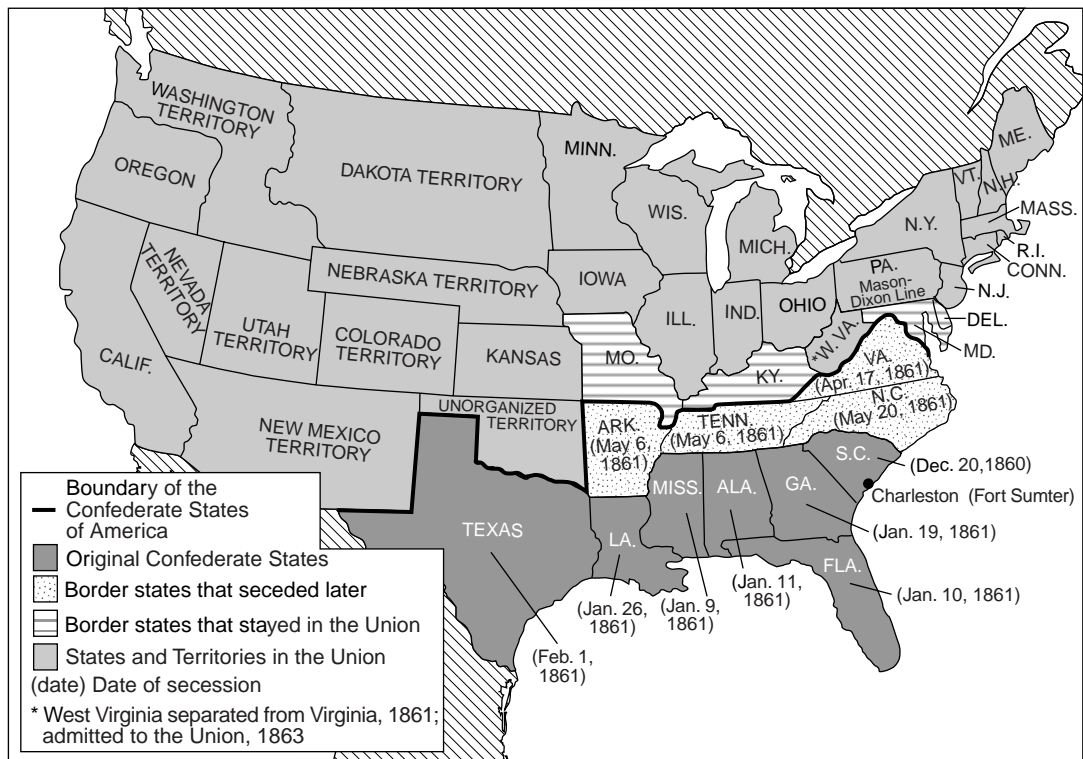 WASHINGTON
TERRITORY
OREGON
DAKOTA TERRITORY
MINN.
WIS.
MICH.
ME.
VT.
N.H.
N.Y.
MASS.
R.I.
CONN.
PA.
Mason-
Dixon Line
N.J.
DEL.
MD.
NEVADA
TERRITORY
UTAH
TERRITORY
NEBRASKA TERRITORY
IOWA
ILL.
IND.
OHIO
*W. VA.
COLORADO
TERRITORY
KANSAS
MO.
KY.
VA.
(Apr. 17, 1861)
N.C.
(May 20, 1861)
CALIF.
NEW MEXICO
TERRITORY
UNORGANIZED
TERRITORY
ARK.
(May 6,
1861)
TENN.
(May 6, 1861)
S.C.
(Dec. 20,1860)
Charleston (Fort Sumter)
MISS.
ALA.
GA.
(Jan. 19, 1861)
TEXAS
LA.
FLA.
(Jan. 10, 1861)
(Jan. 26,
1861)
(Jan. 9,
1861)
(Jan. 11,
1861)
(Feb. 1,
1861)
Boundary of the
Confederate States
of America
Original Confederate States
Border states that seceded later
Border states that stayed in the Union
States and Territories in the Union
(date) Date of secession
* West Virginia separated from Virginia, 1861;
admitted to the Union, 1863